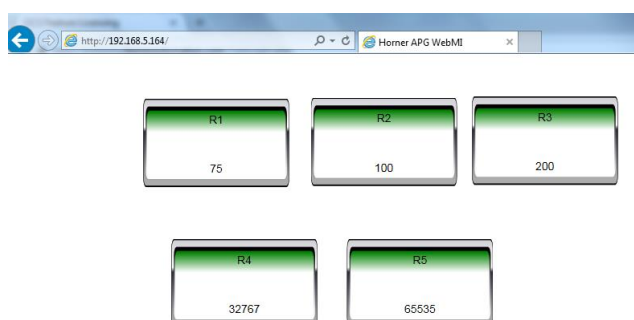 http://192.168.5.164/
Horner APG WebMI
R1
R2
R3
75
100
200
R4
R5
32767
65535